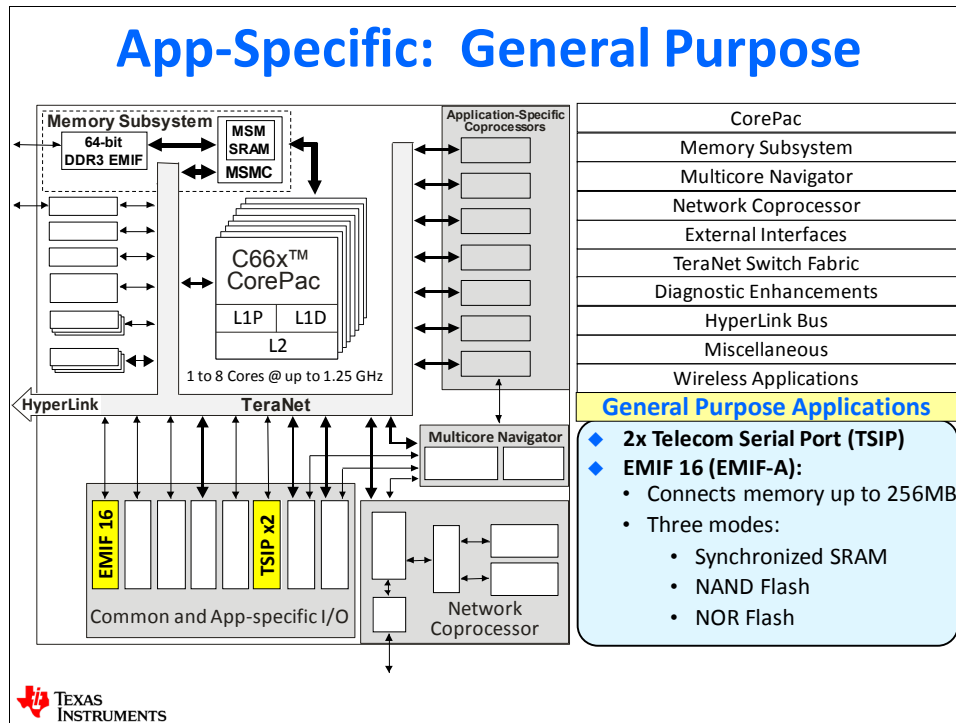 App-Specific: General Purpose
Memory Subsystem
64-bit
DDR3 EMIF
MSM
SRAM
MSMC
C66x™
CorePac
L1P
L1D
L2
1 to 8 Cores @ up to 1.25 GHz
HyperLink
TeraNet
Application-Specific
Coprocessors
Multicore Navigator
EMIF 16
TSIP x2
Common and App-specific I/O
Network
Coprocessor
CorePac
Memory Subsystem
Multicore Navigator
Network Coprocessor
External Interfaces
TeraNet Switch Fabric
Diagnostic Enhancements
HyperLink Bus
Miscellaneous
Wireless Applications
General Purpose Applications
◆ 2x Telecom Serial Port (TSIP)
◆ EMIF 16 (EMIF-A):
• Connects memory up to 256MB
• Three modes:
• Synchronized SRAM
• NAND Flash
• NOR Flash
TEXAS
INSTRUMENTS